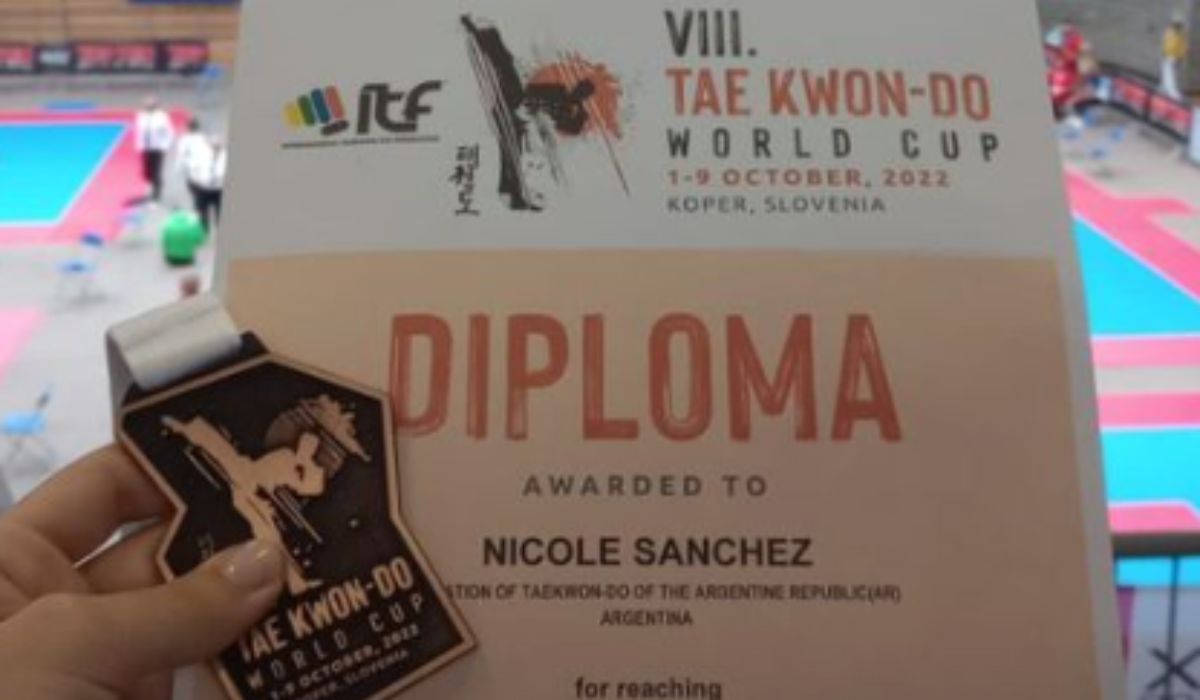 VIII.
TAE KWON-DO
WORLD CUP
1-9 OCTOBER, 2022
KOPER, SLOVENIA
ITF
태권도
DIPLOMA
AWARDED TO
NICOLE SANCHEZ
TION OF TAEKWON-DO OF THE ARGENTINE REPUBLIC(AR)
ARGENTINA
for reaching
TAE KWON-DO
WORLD CUP
1-9 OCTOBER, 2022
KOPER, SLOVENIA